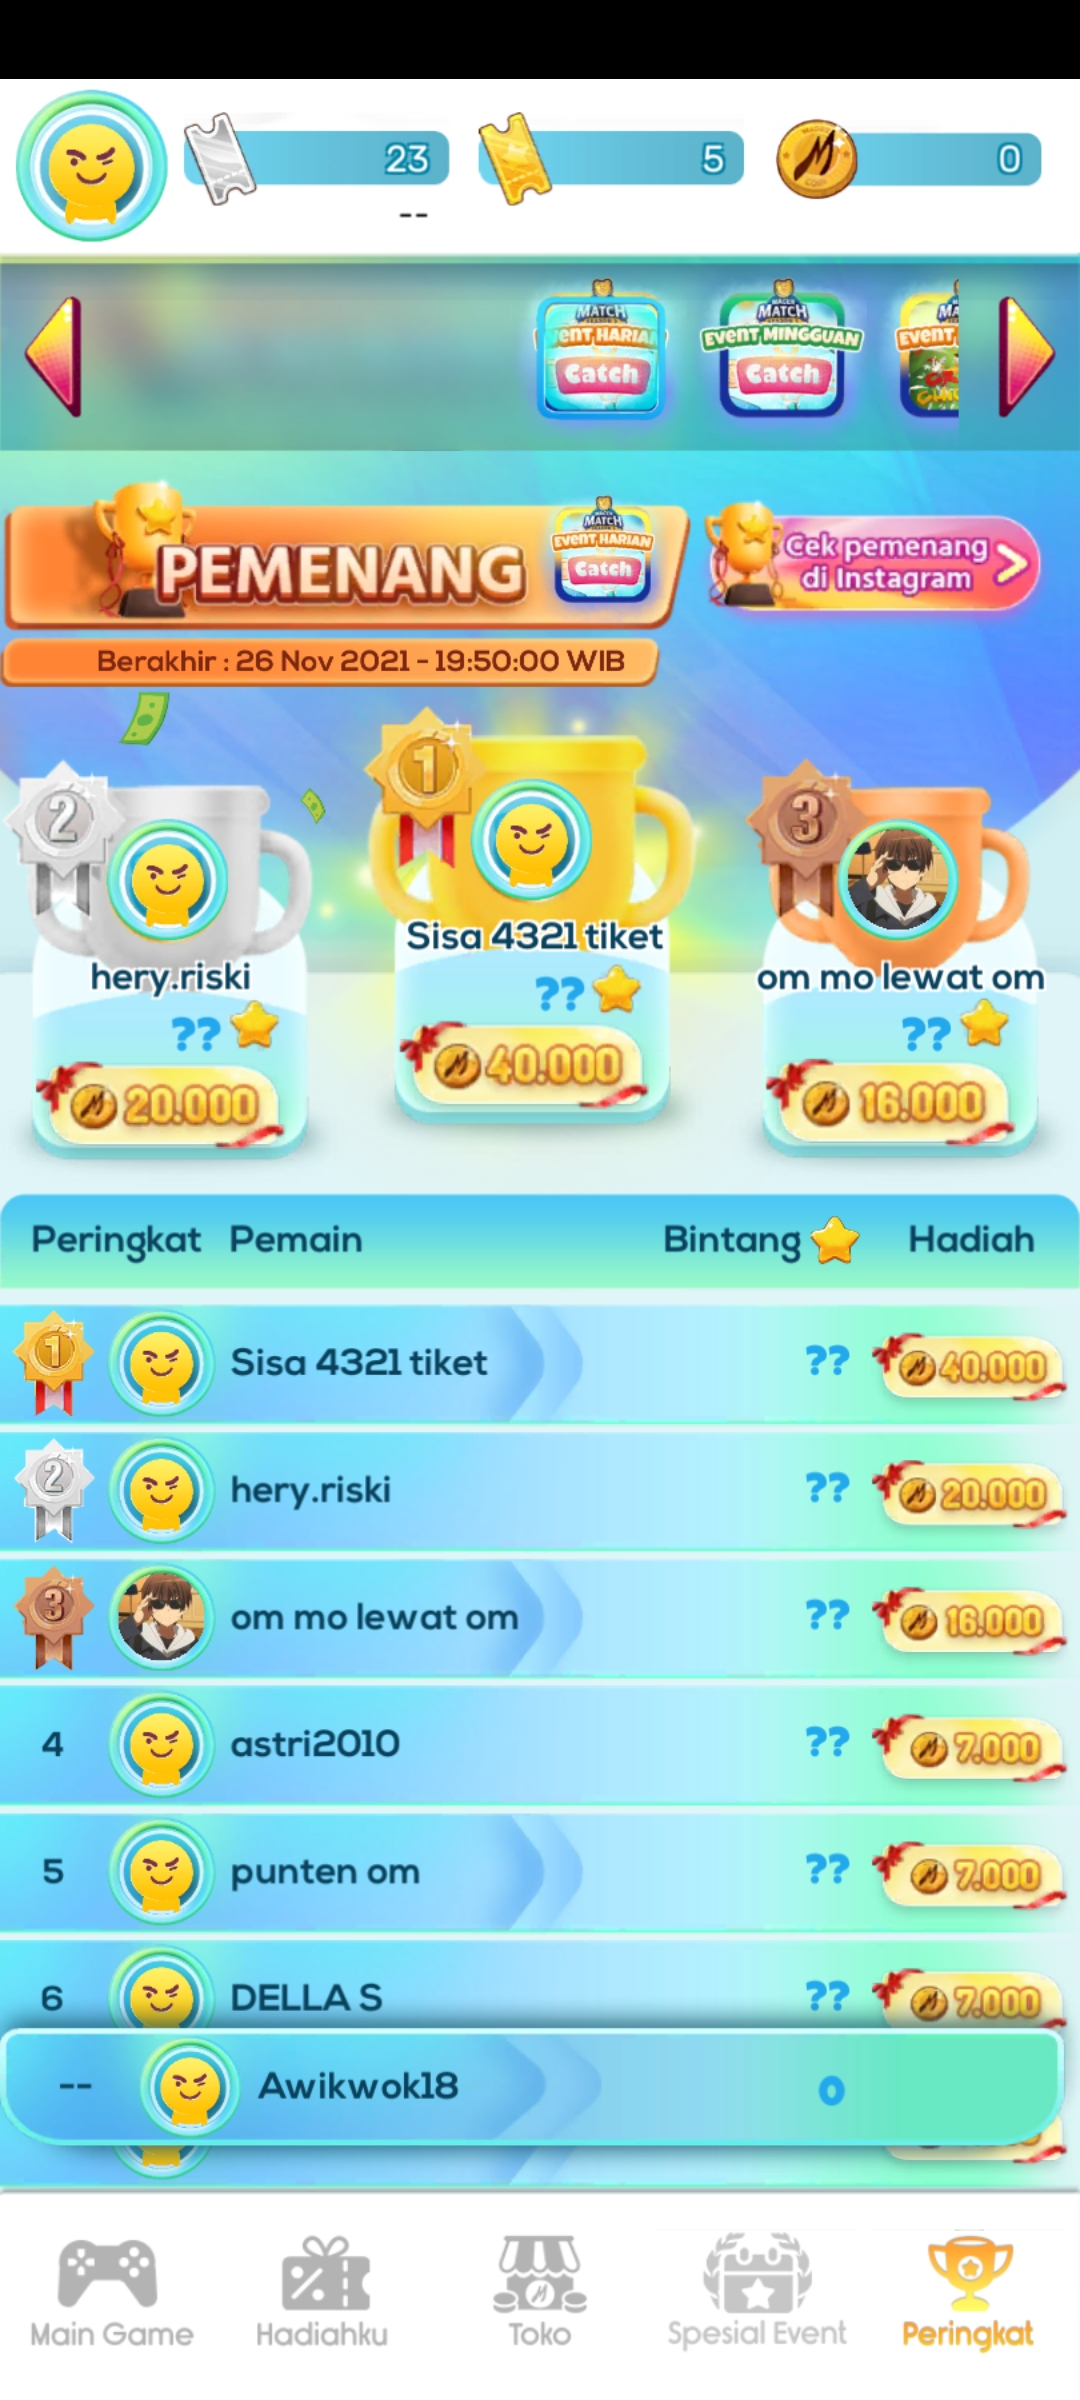 23
5
0
--
MATCH
EVENT HARIAN
Catch
MATCH
EVENT MINGGUAN
Catch
EVENT
PEMENANG
MATCH
EVENT HARIAN
Catch
Cek pemenang
di Instagram
Berakhir : 26 Nov 2021 - 19:50:00 WIB
2
1
3
hery.riski
Sisa 4321 tiket
om mo lewat om
??
??
??
20.000
40.000
16.000
Peringkat Pemain Bintang Hadiah
1 Sisa 4321 tiket ?? 40.000
2 hery.riski ?? 20.000
3 om mo lewat om ?? 16.000
4 astri2010 ?? 7.000
5 punten om ?? 7.000
6 DELLA S ?? 7.000
-- Awikwok18 0
Main Game
Hadiahku
Toko
Spesial Event
Peringkat